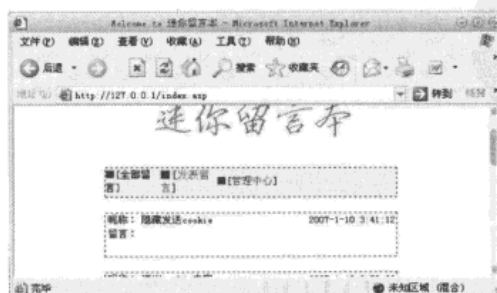 Welcome to 迷你留言本 - Microsoft Internet Explorer
文件(F) 编辑(E) 查看(V) 收藏(A) 工具(T) 帮助(H)
后退 搜索 收藏夹
http://127.0.0.1/index.asp 转到
迷你留言本
[全部留言] [发表留言] [管理中心]
昵称: 隐藏发送cookie 2007-1-10 3:41:12
留言:
完毕 未知区域 (混合)